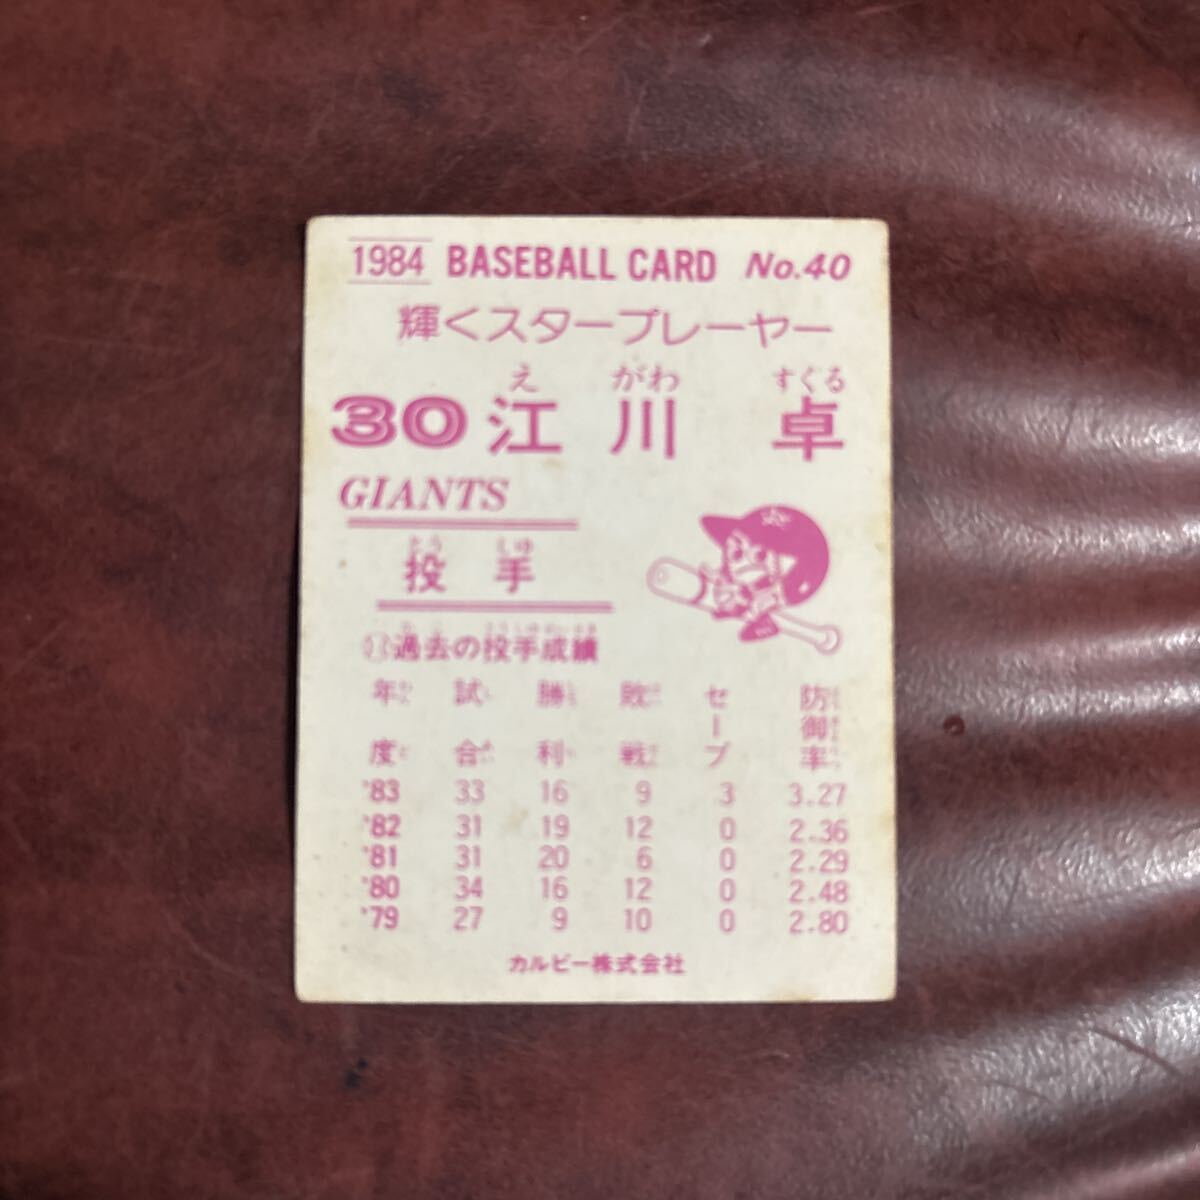 1984 BASEBALL CARD No.40
輝くスタープレーヤー
え がわ すぐる
30 江川 卓
GIANTS
とう しゅ
投手
過去の投手成績
年度 試合 勝利 敗戦 セーブ 防御率
'83 33 16 9 3 3.27
'82 31 19 12 0 2.36
'81 31 20 6 0 2.29
'80 34 16 12 0 2.48
'79 27 9 10 0 2.80
カルビー株式会社